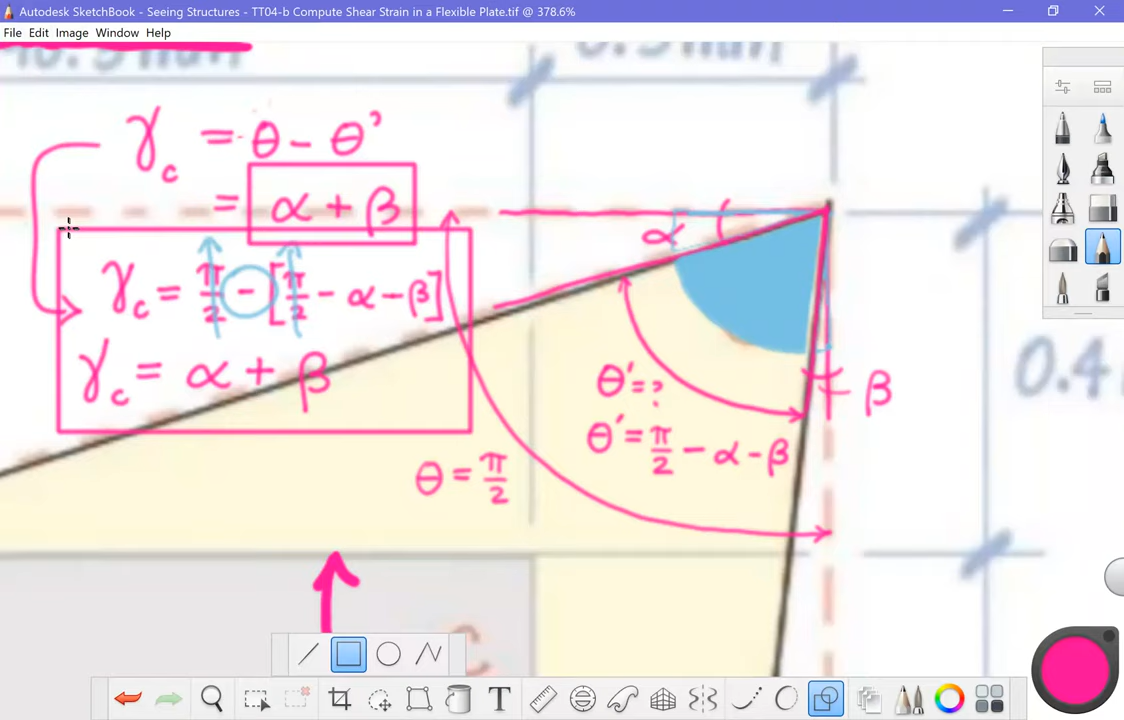 Autodesk SketchBook - Seeing Structures - TT04-b Compute Shear Strain in a Flexible Plate.tif @ 378.6%
File Edit Image Window Help
γc = θ - θ'
= α + β
γc = π/2 - [π/2 - α - β]
γc = α + β
α
θ' = ?
θ' = π/2 - α - β
β
θ = π/2
0.4
C
T